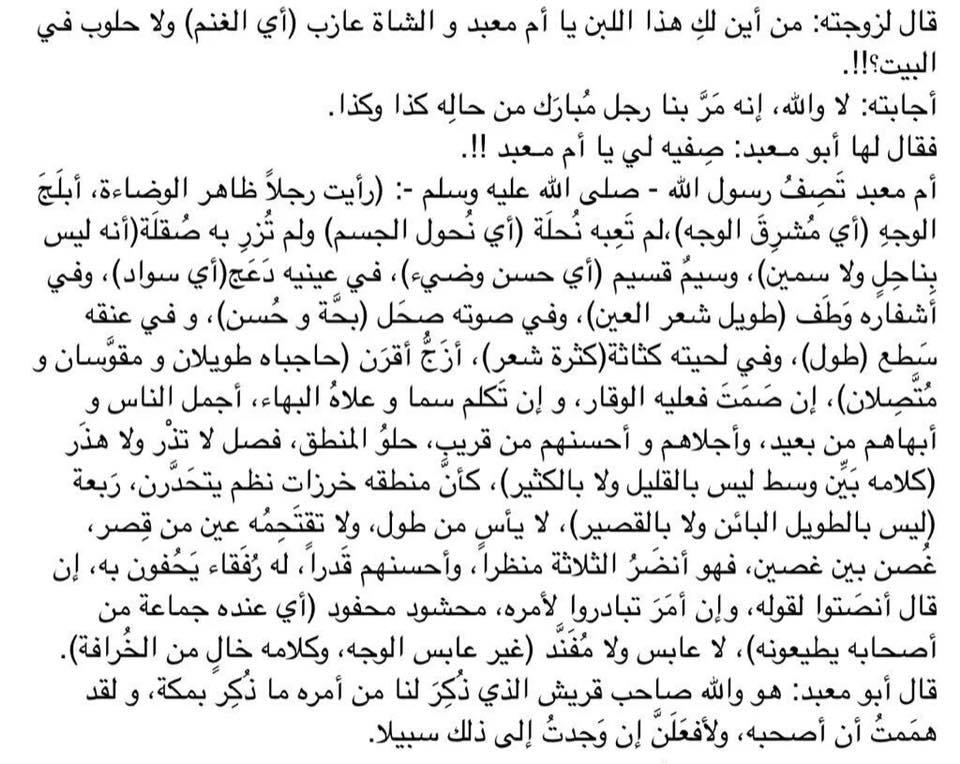 قال لزوجته: من أين لكِ هذا اللبن يا أم معبد و الشاة عازب (أي الغنم) ولا حلوب في
البيت؟!!.
أجابته: لا والله، إنه مَرَّ بنا رجل مُبارَك من حالِه كذا وكذا.
فقال لها أبو معبد: صِفيه لي يا أم معبد !!.
أم معبد تَصِفُ رسول الله - صلى الله عليه وسلم -: (رأيت رجلاً ظاهر الوضاءة، أبلَجَ
الوجهِ (أي مُشرِقَ الوجه)،لم تَعِبه نُحلَة (أي نُحول الجسم) ولم تُزرِ به صُقلَة(أنه ليس
بِناحِلٍ ولا سمين)، وسيمُ قسيم (أي حسن وضيء)، في عينيه دَعَج(أي سواد)، وفي
أشفاره وَطَف (طويل شعر العين)، وفي صوته صحَل (بحَّة و حُسن)، و في عنقه
سَطع (طول)، وفي لحيته كثاثة(كثرة شعر)، أزَجُّ أقرَن (حاجباه طويلان و مقوَّسان و
مُتَّصِلان)، إن صَمَتَ فعليه الوقار، و إن تَكلم سما و علاهُ البهاء، أجمل الناس و
أبهاهم من بعيد، وأجلاهم و أحسنهم من قريب، حلوُ المنطق، فصل لا تذْر ولا هذَر
(كلامه بَيِّن وسط ليس بالقليل ولا بالكثير)، كأنَّ منطقه خرزات نظم يتحَدَّرن، رَبعة
(ليس بالطويل البائن ولا بالقصير)، لا يأس من طول، ولا تقتَحِمُه عين من قِصر،
غُصن بين غصين، فهو أنضَرُ الثلاثة منظراً، وأحسنهم قَدراً، له رُفَقاء يَحُفون به، إن
قال أنصَتوا لقوله، وإن أمَرَ تبادروا لأمره، محشود محفود (أي عنده جماعة من
أصحابه يطيعونه)، لا عابس ولا مُفَنَّد (غير عابس الوجه، وكلامه خالٍ من الخُرافة).
قال أبو معبد: هو والله صاحب قريش الذي ذُكِرَ لنا من أمره ما ذُكِر بمكة، و لقد
همَمتُ أن أصحبه، ولأفعَلَنَّ إن وَجدتُ إلى ذلك سبيلا.